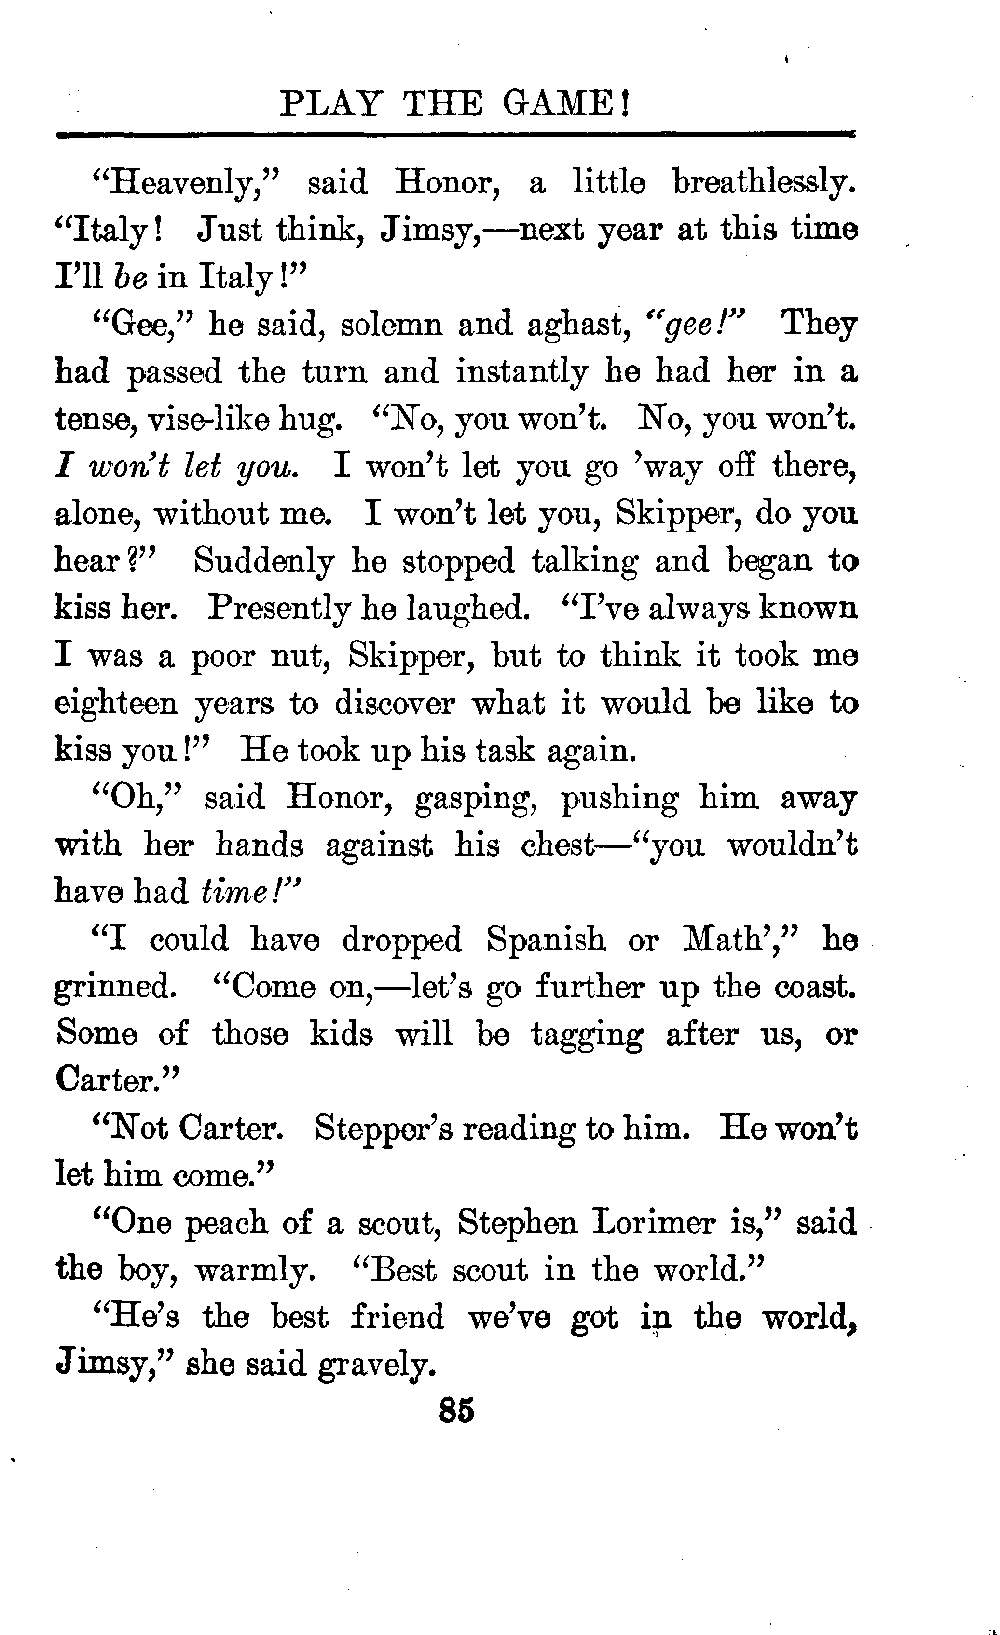 PLAY THE GAME!
“Heavenly,” said Honor, a little breathlessly.
“Italy! Just think, Jimsy,—next year at this time
I’ll be in Italy!”
“Gee,” he said, solemn and aghast, “gee!” They
had passed the turn and instantly he had her in a
tense, vise-like hug. “No, you won’t. No, you won’t.
I won’t let you. I won’t let you go ’way off there,
alone, without me. I won’t let you, Skipper, do you
hear?” Suddenly he stopped talking and began to
kiss her. Presently he laughed. “I’ve always known
I was a poor nut, Skipper, but to think it took me
eighteen years to discover what it would be like to
kiss you!” He took up his task again.
“Oh,” said Honor, gasping, pushing him away
with her hands against his chest—“you wouldn’t
have had time!”
“I could have dropped Spanish or Math’,” he
grinned. “Come on,—let’s go further up the coast.
Some of those kids will be tagging after us, or
Carter.”
“Not Carter. Stepper’s reading to him. He won’t
let him come.”
“One peach of a scout, Stephen Lorimer is,” said
the boy, warmly. “Best scout in the world.”
“He’s the best friend we’ve got in the world,
Jimsy,” she said gravely.
85